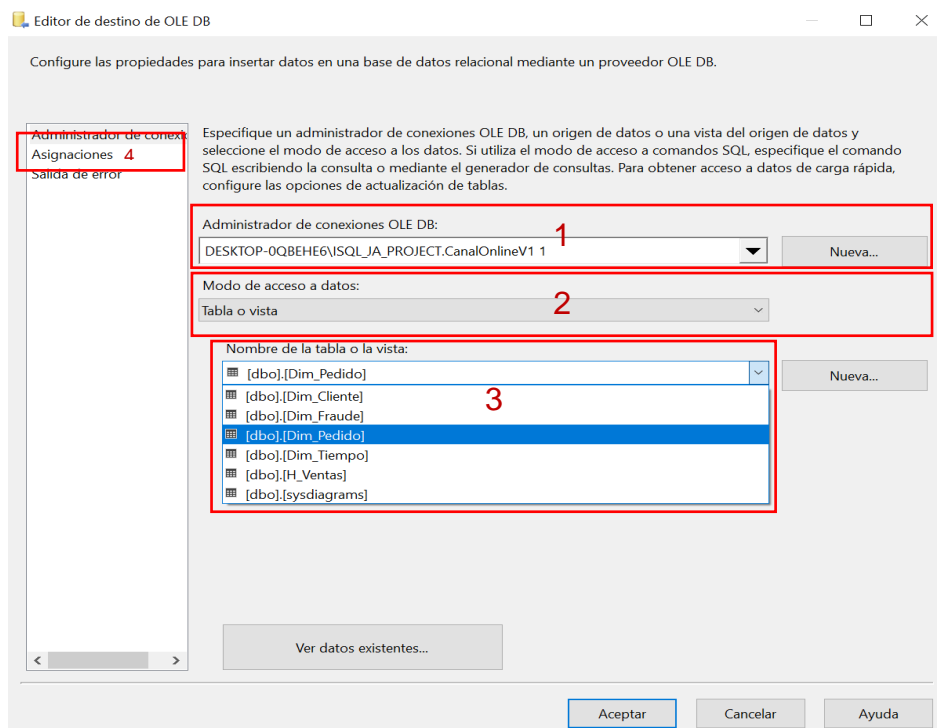 Editor de destino de OLE DB
Configure las propiedades para insertar datos en una base de datos relacional mediante un proveedor OLE DB.
Administrador de conexi
Asignaciones 4
Salida de error
Especifique un administrador de conexiones OLE DB, un origen de datos o una vista del origen de datos y
seleccione el modo de acceso a los datos. Si utiliza el modo de acceso a comandos SQL, especifique el comando
SQL escribiendo la consulta o mediante el generador de consultas. Para obtener acceso a datos de carga rápida,
configure las opciones de actualización de tablas.
Administrador de conexiones OLE DB:
1
DESKTOP-0QBEHE6\ISQL_JA_PROJECT.CanalOnlineV1 1
Nueva...
Modo de acceso a datos:
2
Tabla o vista
Nombre de la tabla o la vista:
[dbo].[Dim_Pedido]
Nueva...
3
[dbo].[Dim_Cliente]
[dbo].[Dim_Fraude]
[dbo].[Dim_Pedido]
[dbo].[Dim_Tiempo]
[dbo].[H_Ventas]
[dbo].[sysdiagrams]
Ver datos existentes...
Aceptar
Cancelar
Ayuda